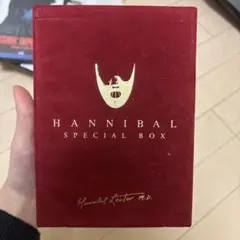 HANNIBAL
SPECIAL BOX
Hannibal Lecter M.D.